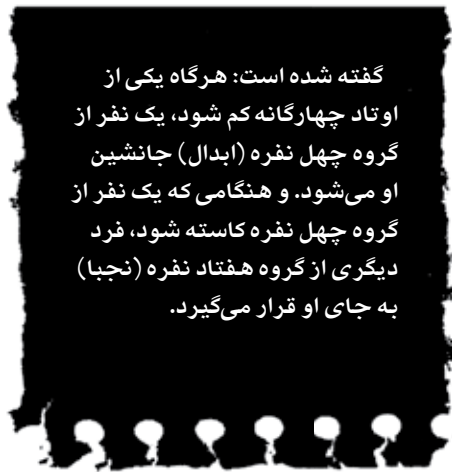 گفته شده است: هرگاه یکی از
اوتاد چهارگانه کم شود، یک نفر از
گروه چهل نفره (ابدال) جانشین
او می‌شود. و هنگامی که یک نفر از
گروه چهل نفره کاسته شود، فرد
دیگری از گروه هفتاد نفره (نجبا)
به جای او قرار می‌گیرد.